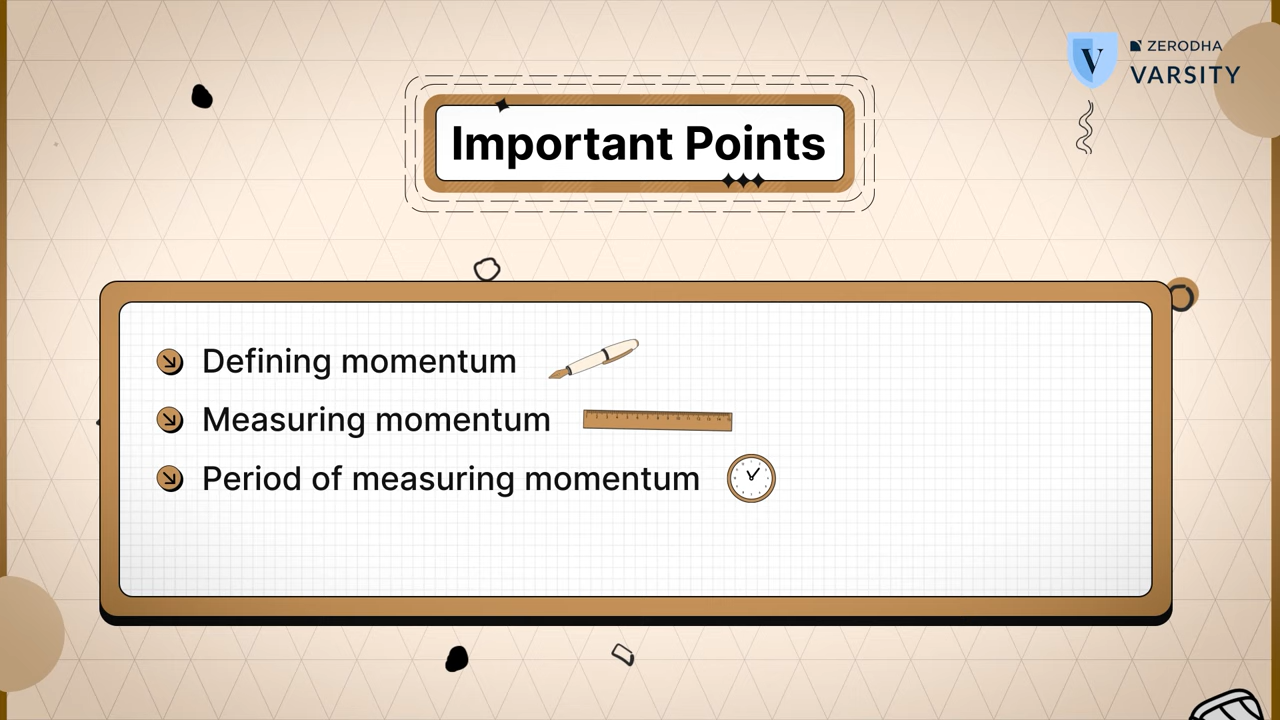 V
ZERODHA
VARSITY
Important Points
Defining momentum
Measuring momentum
Period of measuring momentum